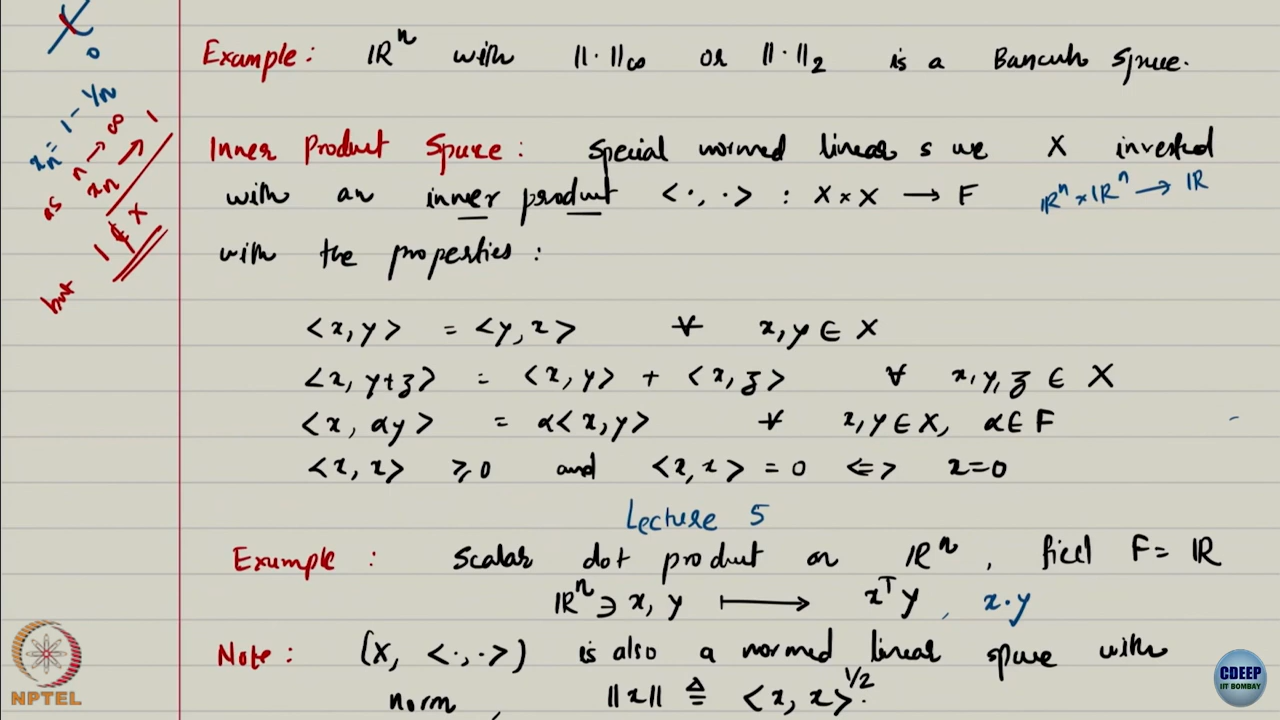 Example: ℝⁿ with ||·||∞ or ||·||₂ is a Banach Space.
x_n = 1 - 1/n
as n → ∞
x_n ↗ 1
but 1 ∉ X
Inner Product Space: special normed linear space X invested
with an inner product <·,·> : X × X → F ℝⁿ × ℝⁿ → ℝ
with the properties:
<x, y> = <y, x> ∀ x, y ∈ X
<x, y+z> = <x, y> + <x, z> ∀ x, y, z ∈ X
<x, αy> = α<x, y> ∀ x, y ∈ X, α ∈ F
<x, x> ≥ 0 and <x, x> = 0 <=> x = 0
Lecture 5
Example: Scalar dot product on ℝⁿ, field F = ℝ
ℝⁿ ∋ x, y ↦ xᵀy, x·y
Note: (X, <·,·>) is also a normed linear space with
norm, ||x|| ≜ <x, x>^{1/2}.
NPTEL
CDEEP
IIT BOMBAY